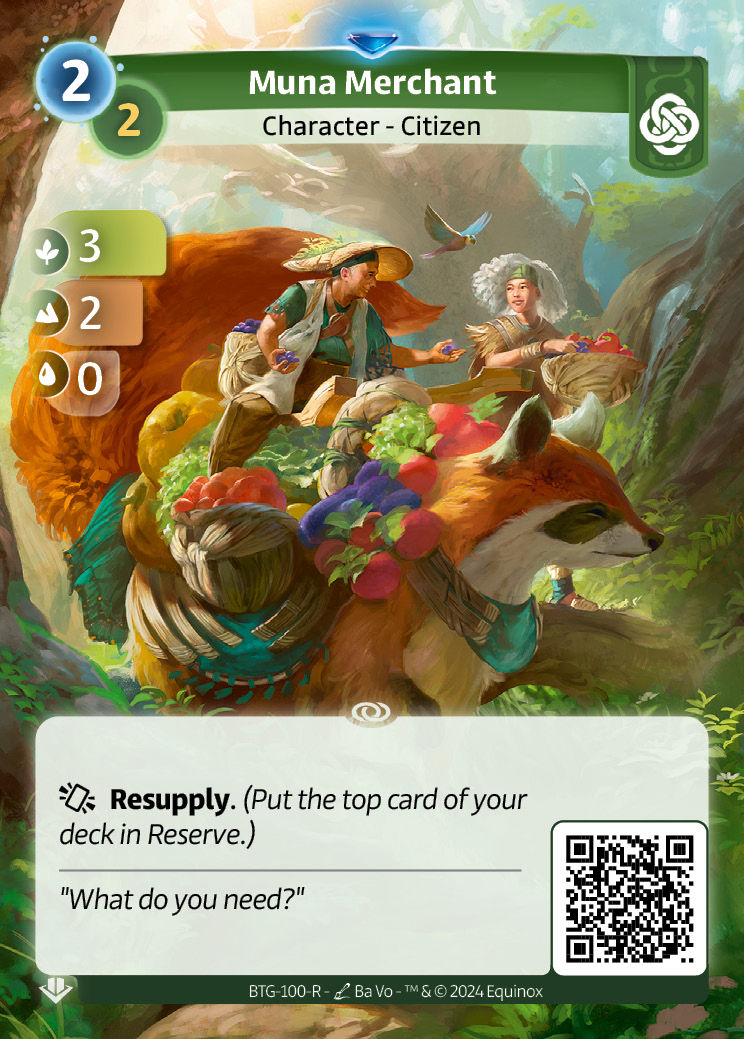 2
Muna Merchant
2
Character - Citizen
3
2
0
Resupply. (Put the top card of your
deck in Reserve.)
"What do you need?"
BTG-100-R - Ba Vo - ™ & © 2024 Equinox